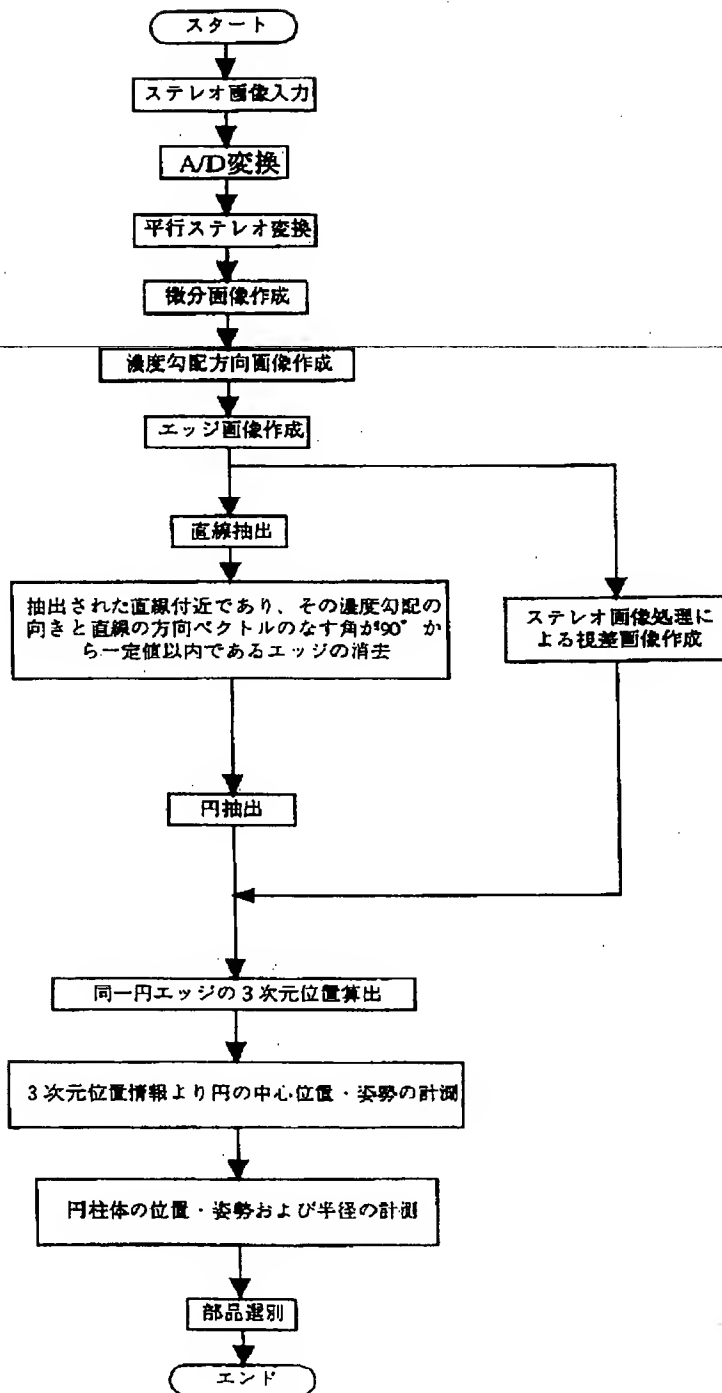 スタート
ステレオ画像入力
A/D変換
平行ステレオ変換
微分画像作成
濃度勾配方向画像作成
エッジ画像作成
直線抽出
抽出された直線付近であり、その濃度勾配の
向きと直線の方向ベクトルのなす角が90°か
ら一定値以内であるエッジの消去
ステレオ画像処理に
よる視差画像作成
円抽出
同一円エッジの3次元位置算出
3次元位置情報より円の中心位置・姿勢の計測
円柱体の位置・姿勢および半径の計測
部品選別
エンド